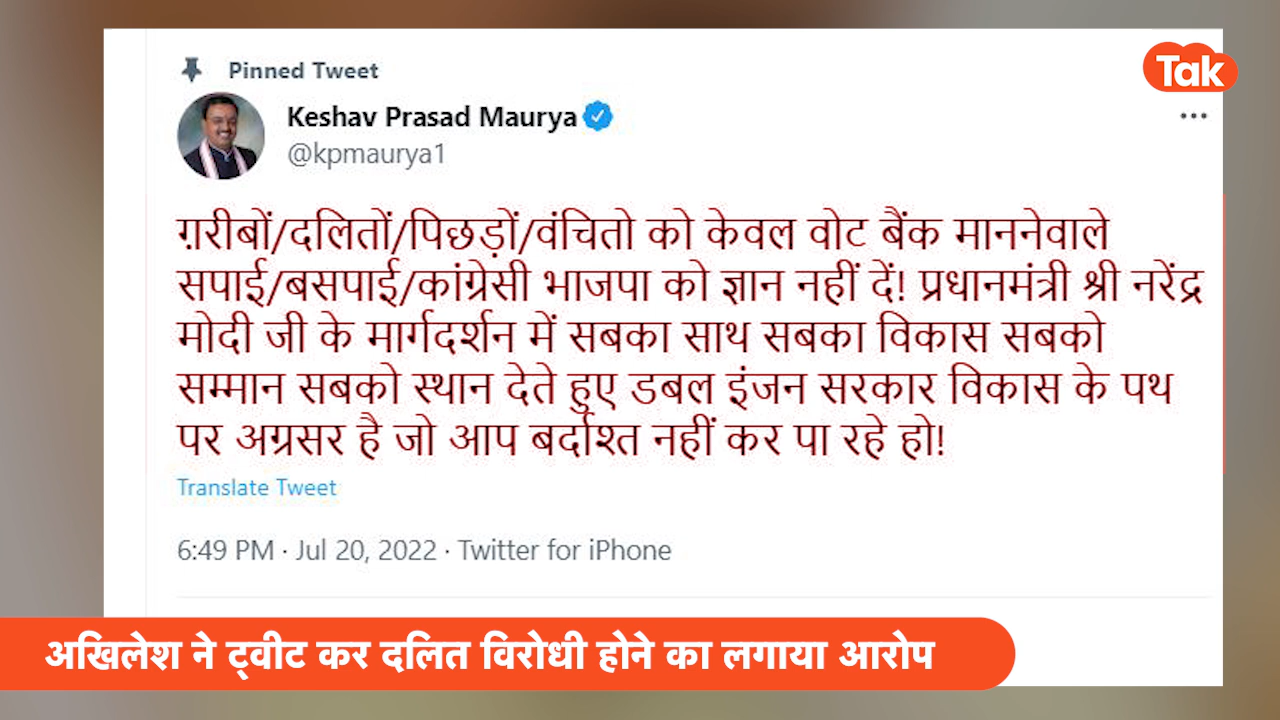 Pinned Tweet
Tak
Keshav Prasad Maurya
@kpmaurya1
ग़रीबों/दलितों/पिछड़ों/वंचितो को केवल वोट बैंक माननेवाले
सपाई/बसपाई/कांग्रेसी भाजपा को ज्ञान नहीं दें! प्रधानमंत्री श्री नरेंद्र
मोदी जी के मार्गदर्शन में सबका साथ सबका विकास सबको
सम्मान सबको स्थान देते हुए डबल इंजन सरकार विकास के पथ
पर अग्रसर है जो आप बर्दाश्त नहीं कर पा रहे हो!
Translate Tweet
6:49 PM · Jul 20, 2022 · Twitter for iPhone
अखिलेश ने ट्वीट कर दलित विरोधी होने का लगाया आरोप